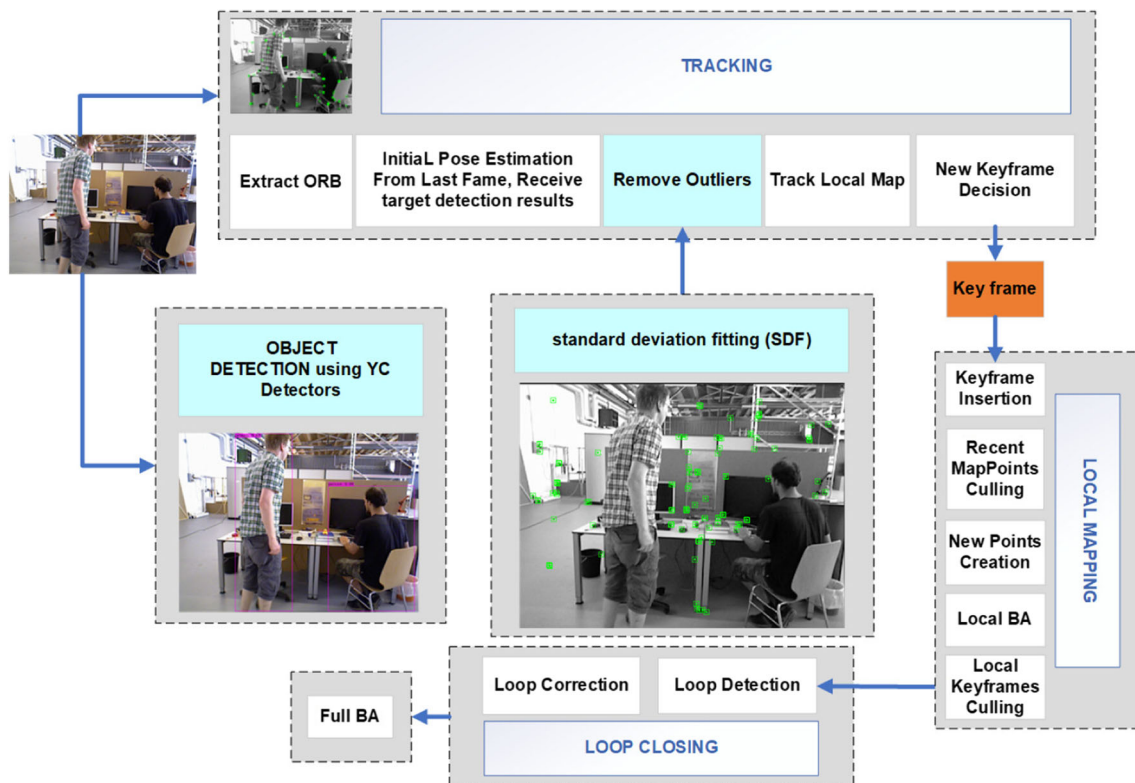 TRACKING
Extract ORB
InitiaL Pose Estimation
From Last Fame, Receive
target detection results
Remove Outliers
Track Local Map
New Keyframe
Decision
Key frame
OBJECT
DETECTION using YC
Detectors
standard deviation fitting (SDF)
Keyframe
Insertion
Recent
MapPoints
Culling
New Points
Creation
Local BA
Local
Keyframes
Culling
LOCAL MAPPING
Loop Correction
Loop Detection
LOOP CLOSING
Full BA